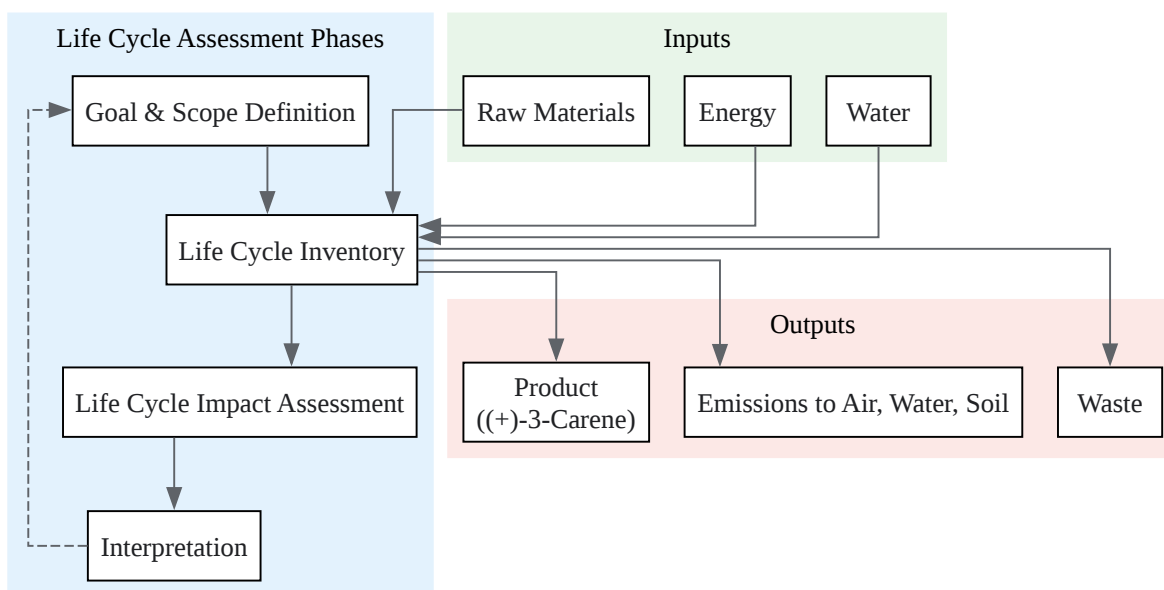 Life Cycle Assessment Phases
Goal & Scope Definition
Life Cycle Inventory
Life Cycle Impact Assessment
Interpretation
Inputs
Raw Materials
Energy
Water
Outputs
Product
((+)-3-Carene)
Emissions to Air, Water, Soil
Waste